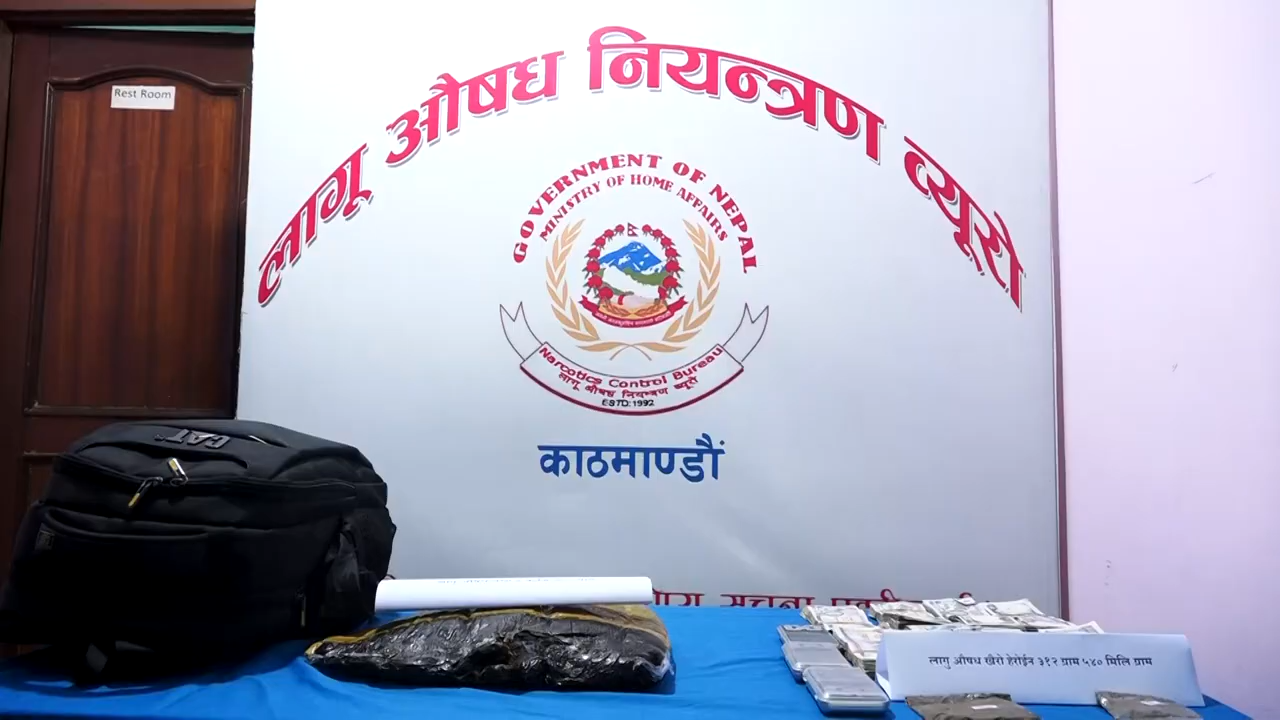 Rest Room
लागू औषध नियन्त्रण व्यूरो
GOVERNMENT OF NEPAL
MINISTRY OF HOME AFFAIRS
Narcotics Control Bureau
लागू औषध नियन्त्रण ब्यूरो
ESTD: 1992
काठमाण्डौं
CAT
लागु औषध खैरो हेरोईन ३१२ ग्राम ५४० मिलि ग्राम